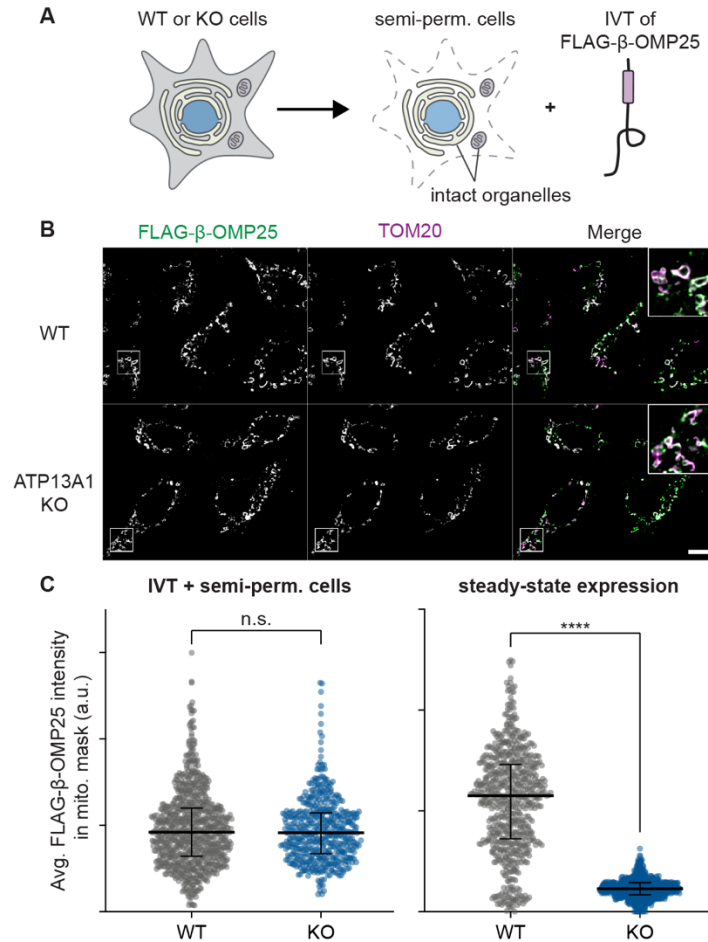 A
WT or KO cells
semi-perm. cells
IVT of
FLAG-β-OMP25
+
intact organelles
B
FLAG-β-OMP25
TOM20
Merge
WT
ATP13A1
KO
C
IVT + semi-perm. cells
steady-state expression
n.s.
****
Avg. FLAG-β-OMP25 intensity
in mito. mask (a.u.)
WT
KO
WT
KO